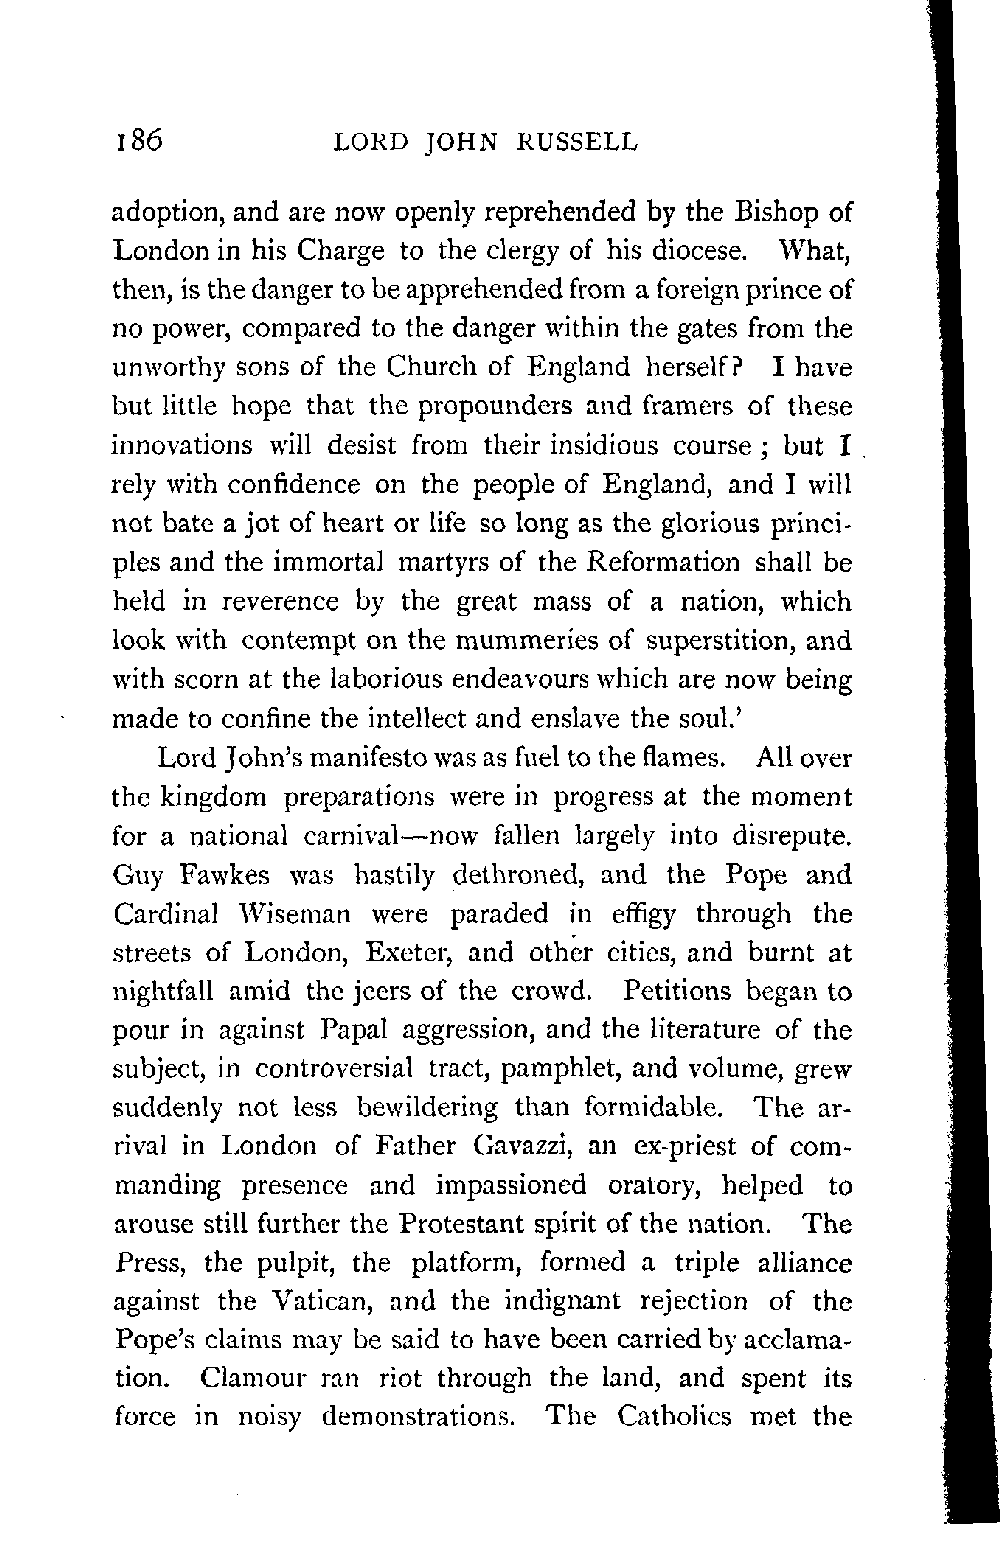 186 LORD JOHN RUSSELL
adoption, and are now openly reprehended by the Bishop of
London in his Charge to the clergy of his diocese. What,
then, is the danger to be apprehended from a foreign prince of
no power, compared to the danger within the gates from the
unworthy sons of the Church of England herself? I have
but little hope that the propounders and framers of these
innovations will desist from their insidious course ; but I
rely with confidence on the people of England, and I will
not bate a jot of heart or life so long as the glorious princi-
ples and the immortal martyrs of the Reformation shall be
held in reverence by the great mass of a nation, which
look with contempt on the mummeries of superstition, and
with scorn at the laborious endeavours which are now being
made to confine the intellect and enslave the soul.'
Lord John's manifesto was as fuel to the flames. All over
the kingdom preparations were in progress at the moment
for a national carnival—now fallen largely into disrepute.
Guy Fawkes was hastily dethroned, and the Pope and
Cardinal Wiseman were paraded in effigy through the
streets of London, Exeter, and other cities, and burnt at
nightfall amid the jeers of the crowd. Petitions began to
pour in against Papal aggression, and the literature of the
subject, in controversial tract, pamphlet, and volume, grew
suddenly not less bewildering than formidable. The ar-
rival in London of Father Gavazzi, an ex-priest of com-
manding presence and impassioned oratory, helped to
arouse still further the Protestant spirit of the nation. The
Press, the pulpit, the platform, formed a triple alliance
against the Vatican, and the indignant rejection of the
Pope's claims may be said to have been carried by acclama-
tion. Clamour ran riot through the land, and spent its
force in noisy demonstrations. The Catholics met the